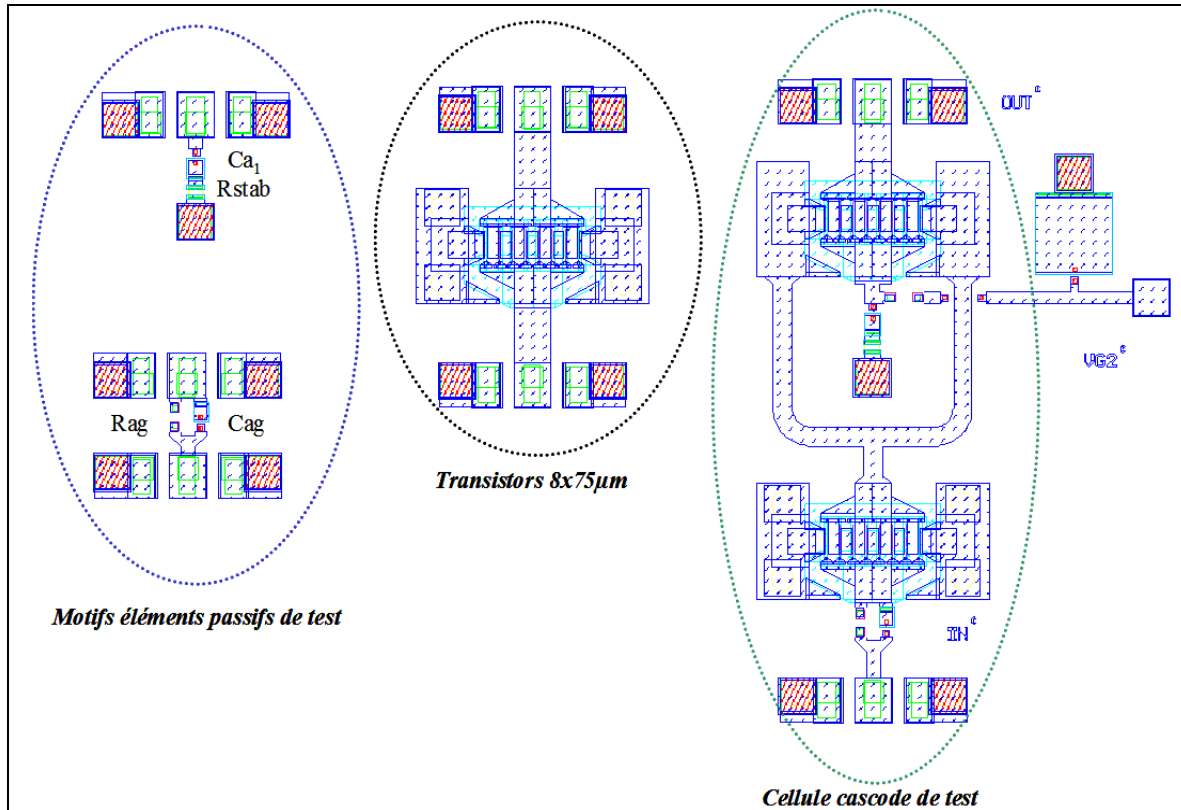 OUT c
Ca1
Rstab
VG2 c
Rag Cag
Transistors 8x75µm
Motifs éléments passifs de test
IN c
Cellule cascode de test